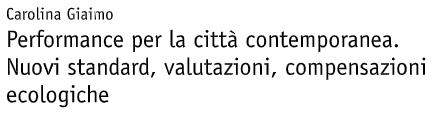 Carolina Giaimo
Performance per la città contemporanea.
Nuovi standard, valutazioni, compensazioni
ecologiche